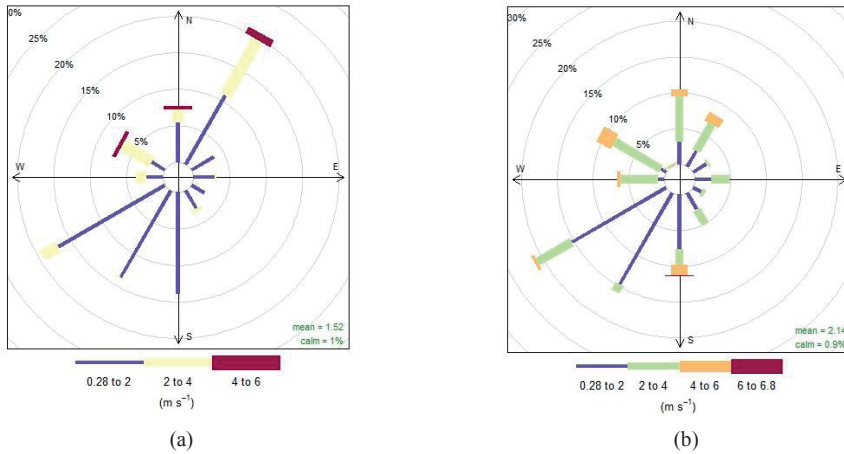 0%
25%
20%
15%
10%
5%
N
W
E
S
mean = 1.52
calm = 1%
0.28 to 2
2 to 4
4 to 6
(m s⁻¹)
(a)
30%
25%
20%
15%
10%
5%
N
W
E
S
mean = 2.14
calm = 0.9%
0.28 to 2
2 to 4
4 to 6
6 to 6.8
(m s⁻¹)
(b)